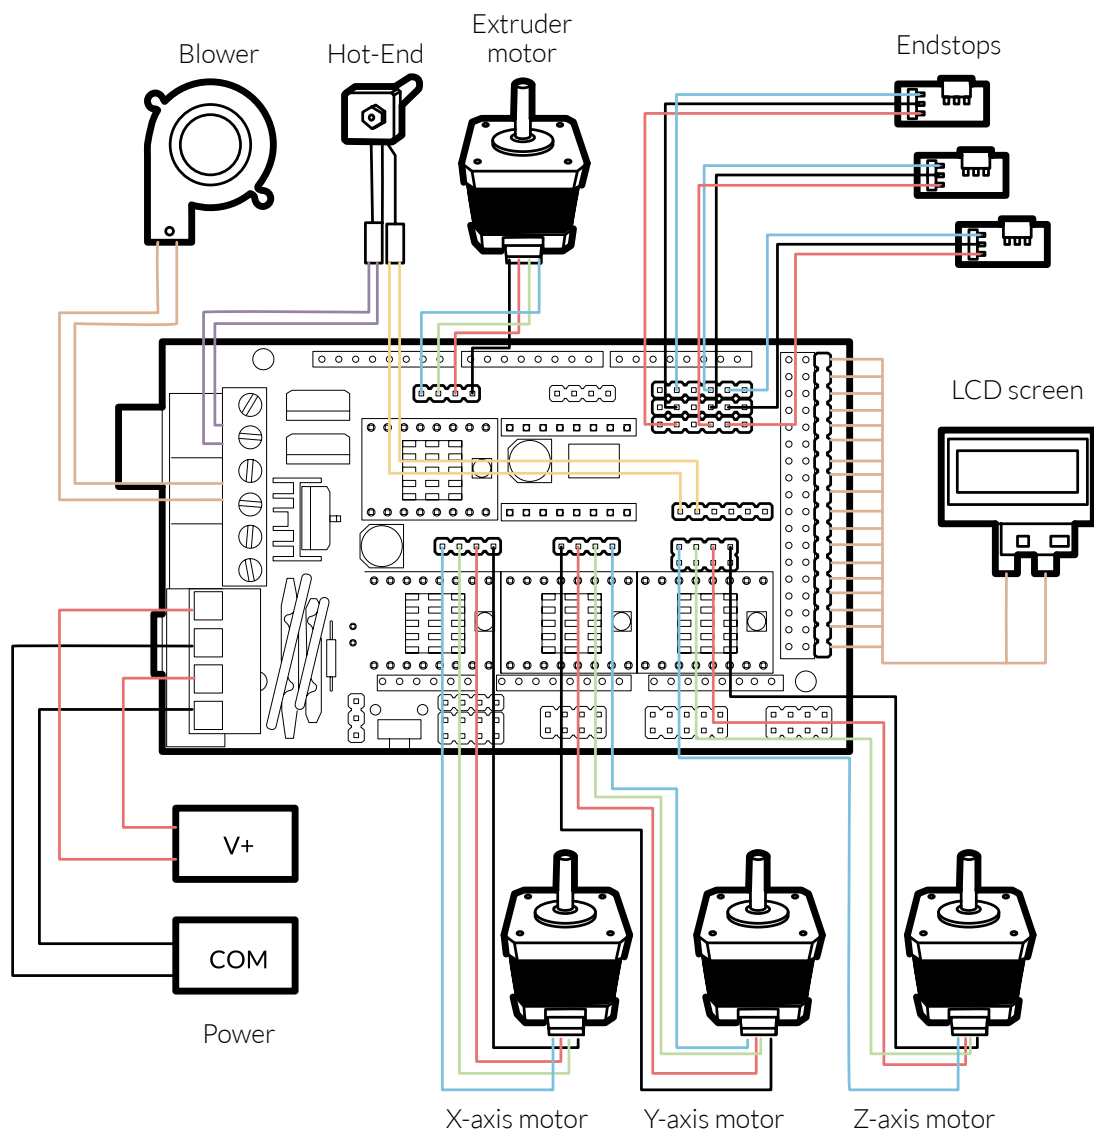 Extruder
motor
Blower
Hot-End
Endstops
LCD screen
V+
COM
Power
X-axis motor
Y-axis motor
Z-axis motor